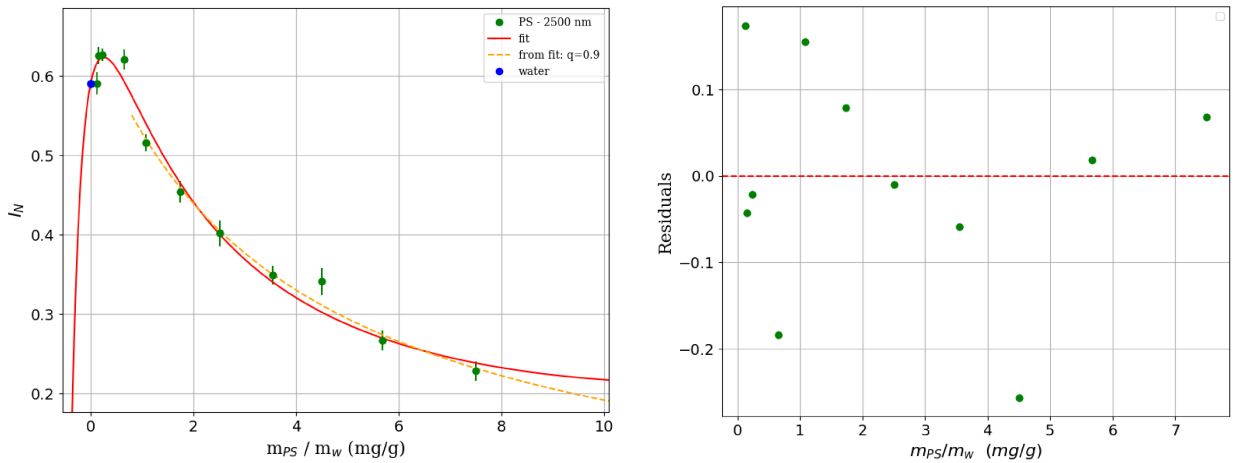 PS - 2500 nm
fit
from fit: q=0.9
water
0.6
0.5
0.4
0.3
0.2
I_N
0 2 4 6 8 10
m_PS / m_w (mg/g)
0.1
0.0
−0.1
−0.2
Residuals
0 1 2 3 4 5 6 7
m_PS/m_w (mg/g)